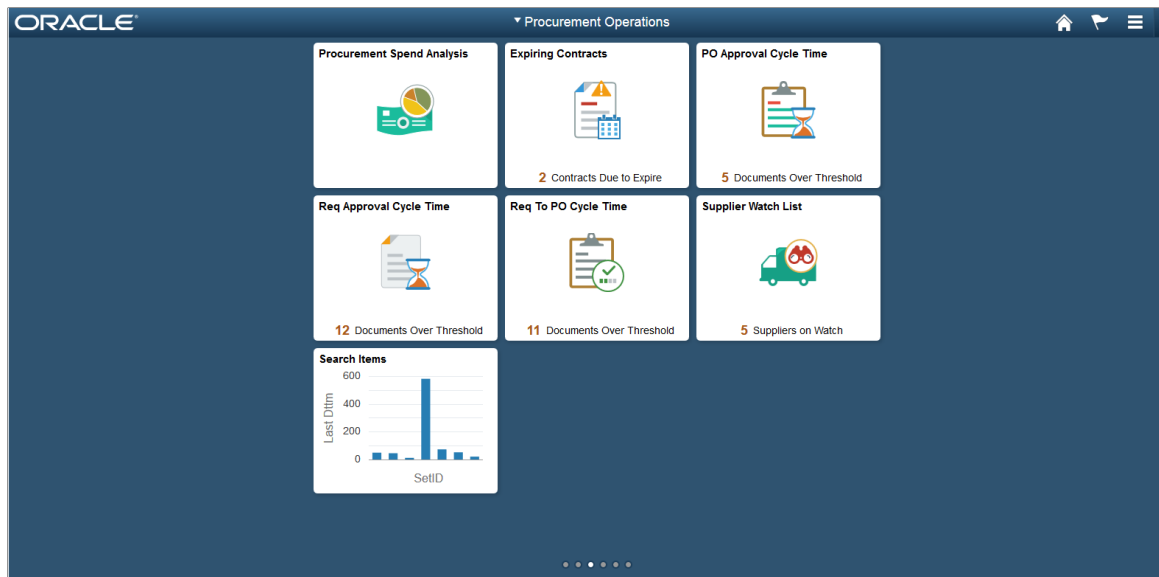 ORACLE
Procurement Operations
Procurement Spend Analysis
Expiring Contracts
2 Contracts Due to Expire
PO Approval Cycle Time
5 Documents Over Threshold
Req Approval Cycle Time
12 Documents Over Threshold
Req To PO Cycle Time
11 Documents Over Threshold
Supplier Watch List
5 Suppliers on Watch
Search Items
600
400
200
0
Last Dttm
SetID